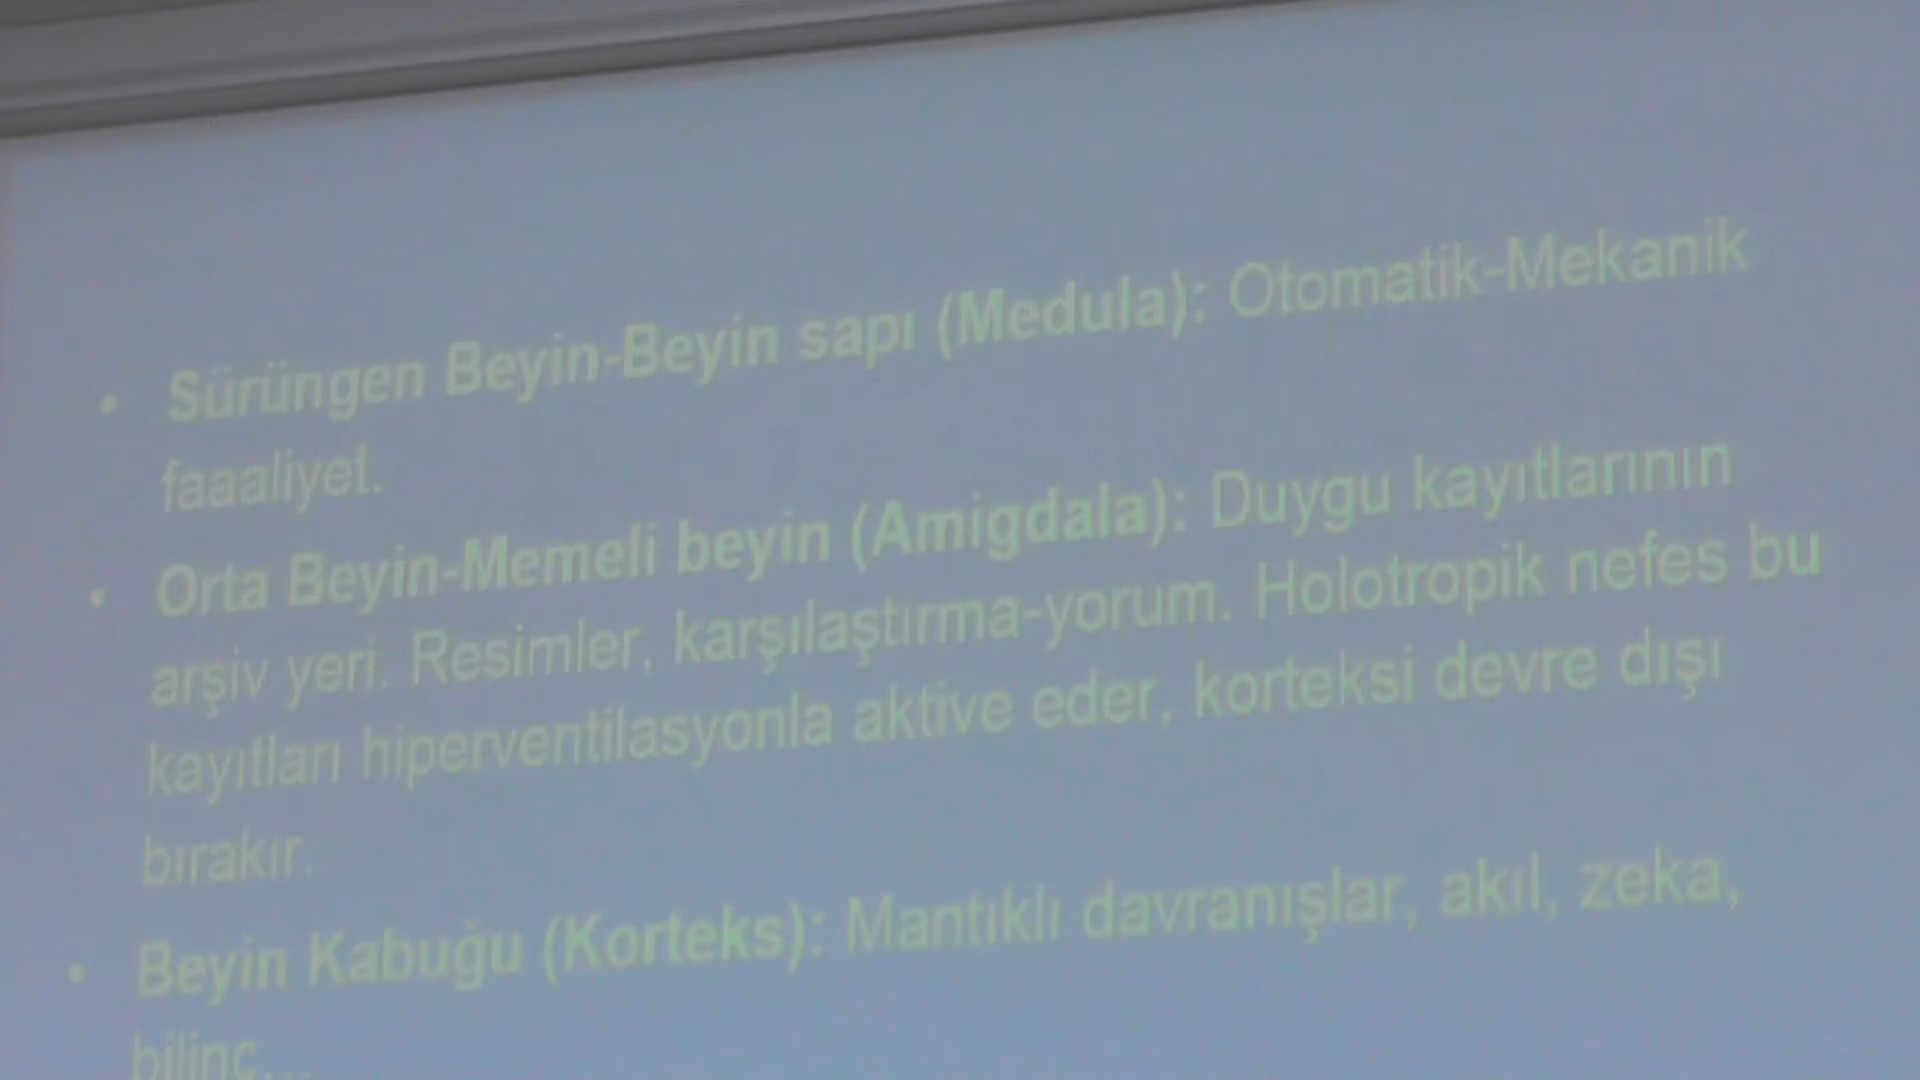 • Sürüngen Beyin-Beyin sapı (Medula): Otomatik-Mekanik
faaaliyet.
• Orta Beyin-Memeli beyin (Amigdala): Duygu kayıtlarının
arşiv yeri. Resimler, karşılaştırma-yorum. Holotropik nefes bu
kayıtları hiperventilasyonla aktive eder, korteksi devre dışı
bırakır.
• Beyin Kabuğu (Korteks): Mantıklı davranışlar, akıl, zeka,
bilinç...